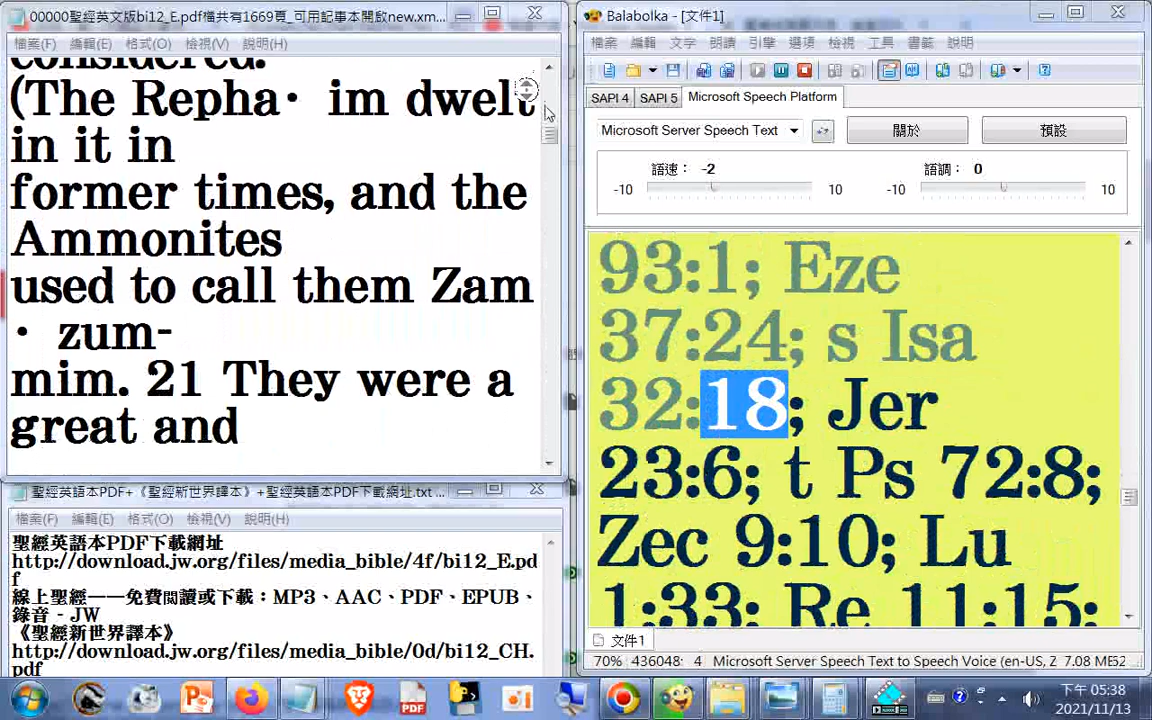 00000聖經英文版bi12_E.pdf檔共有1669頁_可用記事本開啟new.xm...
檔案(F) 編輯(E) 格式(O) 檢視(V) 說明(H)
considered.
(The Repha· im dwelt
in it in
former times, and the
Ammonites
used to call them Zam
· zum-
mim. 21 They were a
great and
聖經英語本PDF+《聖經新世界譯本》+聖經英語本PDF下載網址.txt ...
檔案(F) 編輯(E) 格式(O) 檢視(V) 說明(H)
聖經英語本PDF下載網址
http://download.jw.org/files/media_bible/4f/bi12_E.pd
f
線上聖經——免費閱讀或下載：MP3、AAC、PDF、EPUB、
錄音 - JW
《聖經新世界譯本》
http://download.jw.org/files/media_bible/0d/bi12_CH.
pdf
Balabolka - [文件1]
檔案 編輯 文字 朗讀 引擎 選項 檢視 工具 書籤 說明
SAPI 4 SAPI 5 Microsoft Speech Platform
Microsoft Server Speech Text 關於 預設
語速： -2 語調： 0
-10 10 -10 10
93:1; Eze
37:24; s Isa
32:18; Jer
23:6; t Ps 72:8;
Zec 9:10; Lu
1:33; Re 11:15;
文件1
70% 436048: 4 Microsoft Server Speech Text to Speech Voice (en-US, Z 7.08 ME52
下午 05:38
2021/11/13